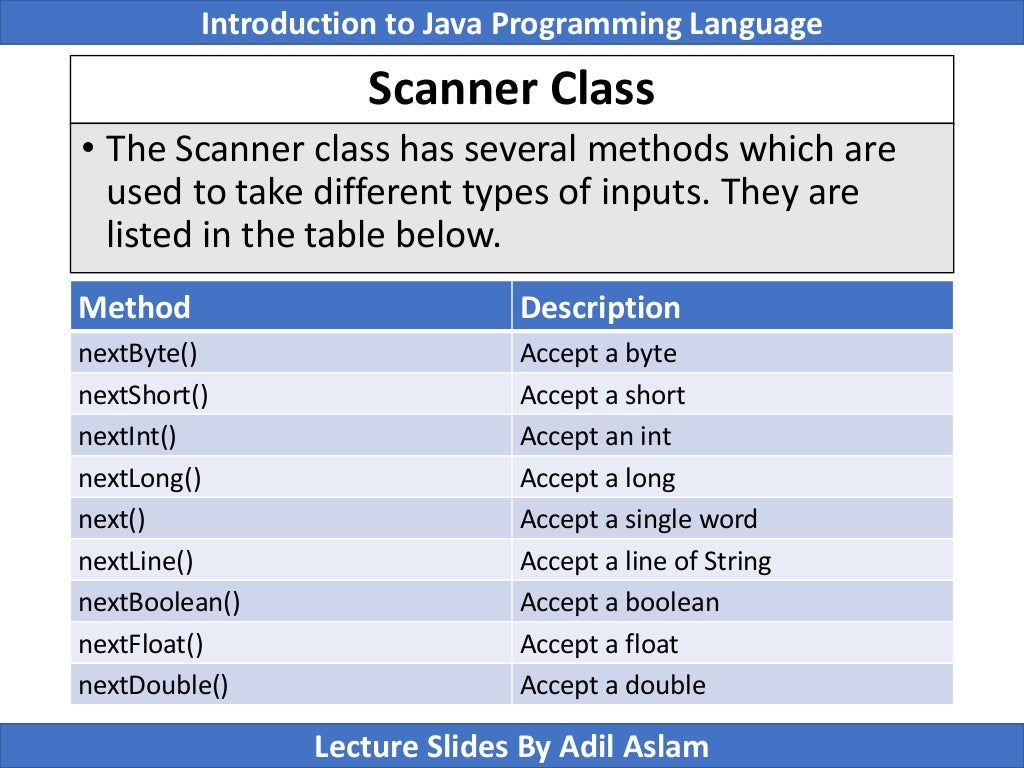 Introduction to Java Programming Language
Scanner Class
• The Scanner class has several methods which are
used to take different types of inputs. They are
listed in the table below.
Method Description
nextByte() Accept a byte
nextShort() Accept a short
nextInt() Accept an int
nextLong() Accept a long
next() Accept a single word
nextLine() Accept a line of String
nextBoolean() Accept a boolean
nextFloat() Accept a float
nextDouble() Accept a double
Lecture Slides By Adil Aslam